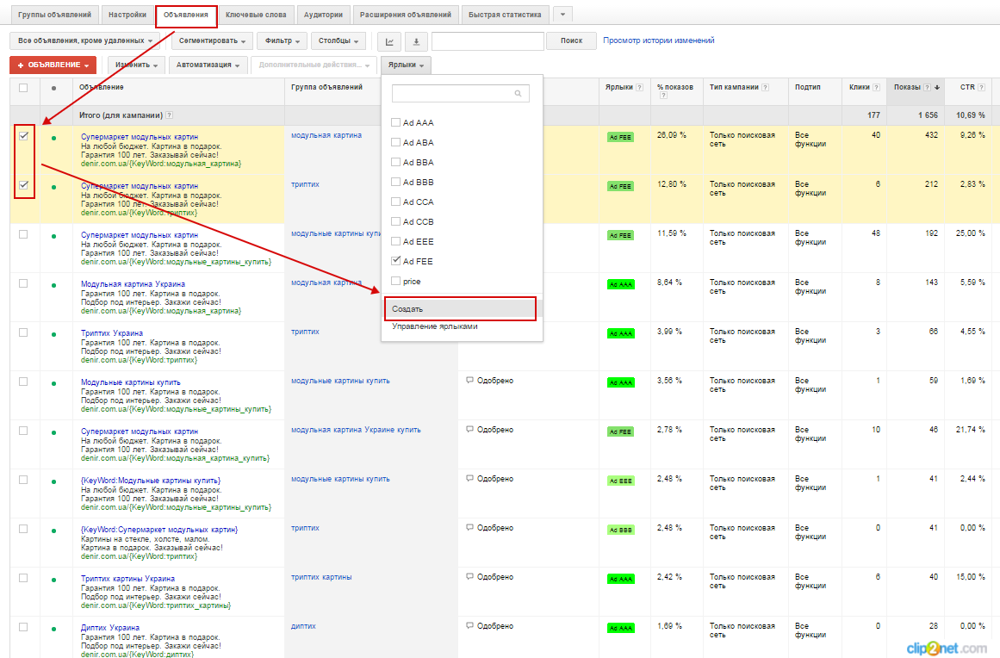 Группы объявлений Настройки Объявления Ключевые слова Аудитории Расширения объявлений Быстрая статистика
Все объявления, кроме удаленных Сегментировать Фильтр Столбцы Поиск Просмотр истории изменений
+ ОБЪЯВЛЕНИЕ Изменить Автоматизация Дополнительные действия... Ярлыки
Объявление Группа объявлений Ярлыки ? % показов ? Тип кампании ? Подтип Клики ? Показы ? CTR ?
Итого (для кампании) ? 177 1 656 10,69 %
Ad AAA
Ad ABA
Ad BBA
Ad BBB
Ad CCA
Ad CCB
Ad EEE
Ad FEE
price
Создать
Управление ярлыками
Супермаркет модульных картин модульная картина Ad FEE 26,09 % Только поисковая сеть Все функции 40 432 9,26 %
На любой бюджет. Картина в подарок.
Гарантия 100 лет. Заказывай сейчас!
denir.com.ua/{KeyWord:модульная_картина}
Супермаркет модульных картин триптих Ad FEE 12,80 % Только поисковая сеть Все функции 6 212 2,83 %
На любой бюджет. Картина в подарок.
Гарантия 100 лет. Заказывай сейчас!
denir.com.ua/{KeyWord:триптих}
Супермаркет модульных картин модульные картины купи Ad FEE 11,59 % Только поисковая сеть Все функции 48 192 25,00 %
На любой бюджет. Картина в подарок.
Гарантия 100 лет. Заказывай сейчас!
denir.com.ua/{KeyWord:модульные_картины_купить}
Модульная картина Украина модульная картина Ad AAA 8,64 % Только поисковая сеть Все функции 8 143 5,59 %
Гарантия 100 лет. Картина в подарок.
Подбор под интерьер. Закажи сейчас!
denir.com.ua/{KeyWord:модульная_картина}
Триптих Украина триптих Ad AAA 3,99 % Только поисковая сеть Все функции 3 66 4,55 %
Гарантия 100 лет. Картина в подарок.
Подбор под интерьер. Закажи сейчас!
denir.com.ua/{KeyWord:триптих}
Модульные картины купить модульные картины купить Одобрено Ad AAA 3,56 % Только поисковая сеть Все функции 1 59 1,69 %
Гарантия 100 лет. Картина в подарок.
Подбор под интерьер. Закажи сейчас!
denir.com.ua/{KeyWord:модульные_картины_купить}
Супермаркет модульных картин модульная картина Украине купить Одобрено Ad FEE 2,78 % Только поисковая сеть Все функции 10 46 21,74 %
На любой бюджет. Картина в подарок.
Гарантия 100 лет. Заказывай сейчас!
denir.com.ua/{KeyWord:модульная_картина_купить}
{KeyWord:Модульные картины купить} модульные картины купить Одобрено Ad EEE 2,48 % Только поисковая сеть Все функции 1 41 2,44 %
На любой бюджет. Картина в подарок.
Гарантия 100 лет. Заказывай сейчас!
denir.com.ua/{KeyWord:модульные_картины_купить}
{KeyWord:Супермаркет модульных картин} триптих Одобрено Ad BBB 2,48 % Только поисковая сеть Все функции 0 41 0,00 %
Картины на стекле, холсте, малом.
Картина в подарок. Заказывай сейчас!
denir.com.ua/{KeyWord:триптих}
Триптих картины Украина триптих картины Одобрено Ad AAA 2,42 % Только поисковая сеть Все функции 6 40 15,00 %
Гарантия 100 лет. Картина в подарок.
Подбор под интерьер. Закажи сейчас!
denir.com.ua/{KeyWord:триптих_картины}
Диптих Украина диптих Одобрено Ad AAA 1,69 % Только поисковая сеть Все функции 0 28 0,00 %
Гарантия 100 лет. Картина в подарок.
Подбор под интерьер. Закажи сейчас!
denir.com.ua/{KeyWord:диптих}
clip2net.com